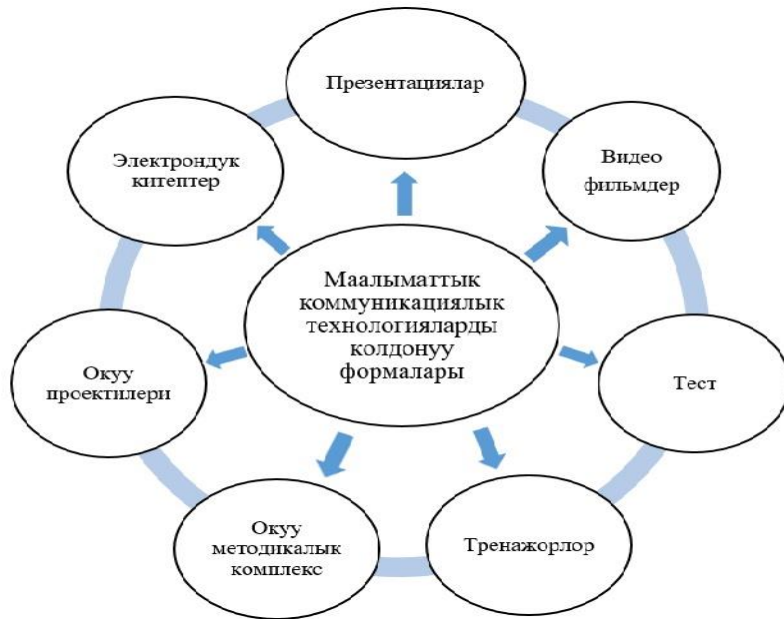 Презентациялар
Электрондук
китептер
Видео
фильмдер
Маалыматтык
коммуникациялык
технологияларды
колдонуу
формалары
Окуу
проектилери
Тест
Окуу
методикалык
комплекс
Тренажорлор